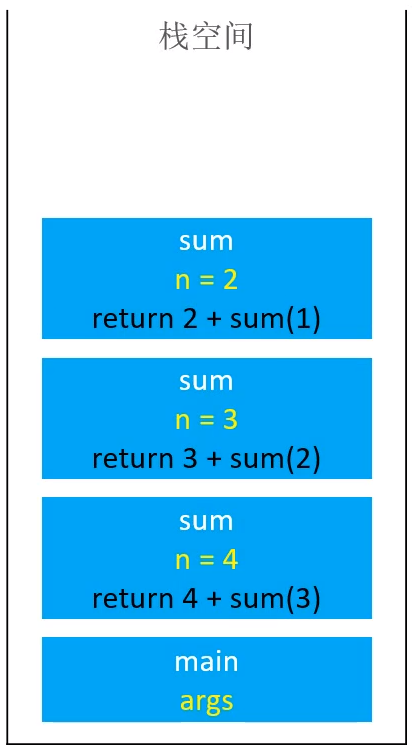 栈空间
sum
n = 2
return 2 + sum(1)
sum
n = 3
return 3 + sum(2)
sum
n = 4
return 4 + sum(3)
main
args